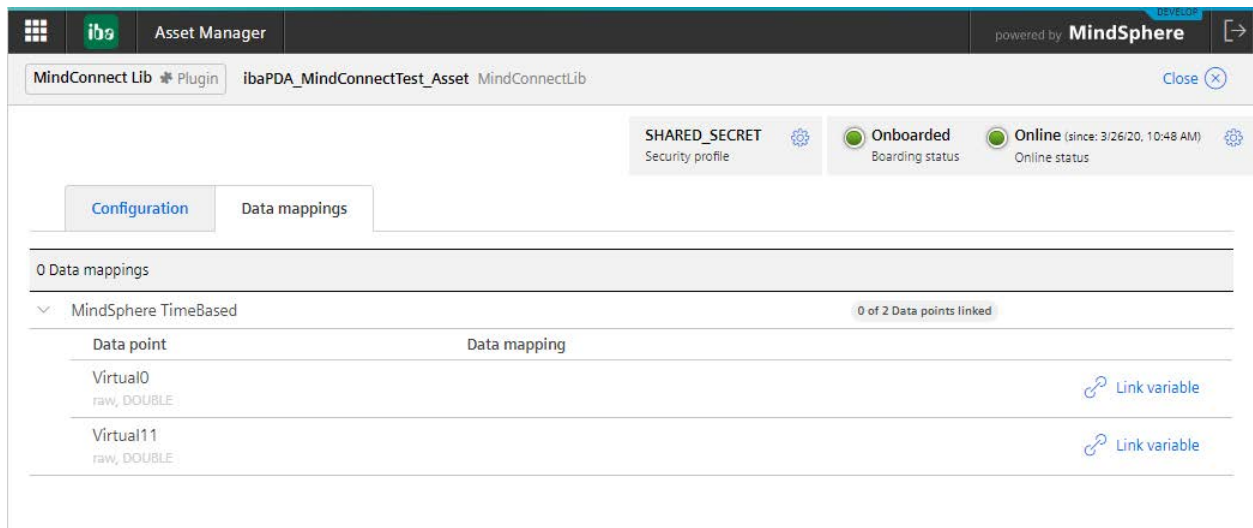 DEVELOP
iba Asset Manager powered by MindSphere
MindConnect Lib Plugin ibaPDA_MindConnectTest_Asset MindConnectLib Close
SHARED_SECRET Onboarded Online (since: 3/26/20, 10:48 AM)
Security profile Boarding status Online status
Configuration Data mappings
0 Data mappings
MindSphere TimeBased 0 of 2 Data points linked
Data point Data mapping
Virtual0
raw, DOUBLE
Link variable
Virtual11
raw, DOUBLE
Link variable